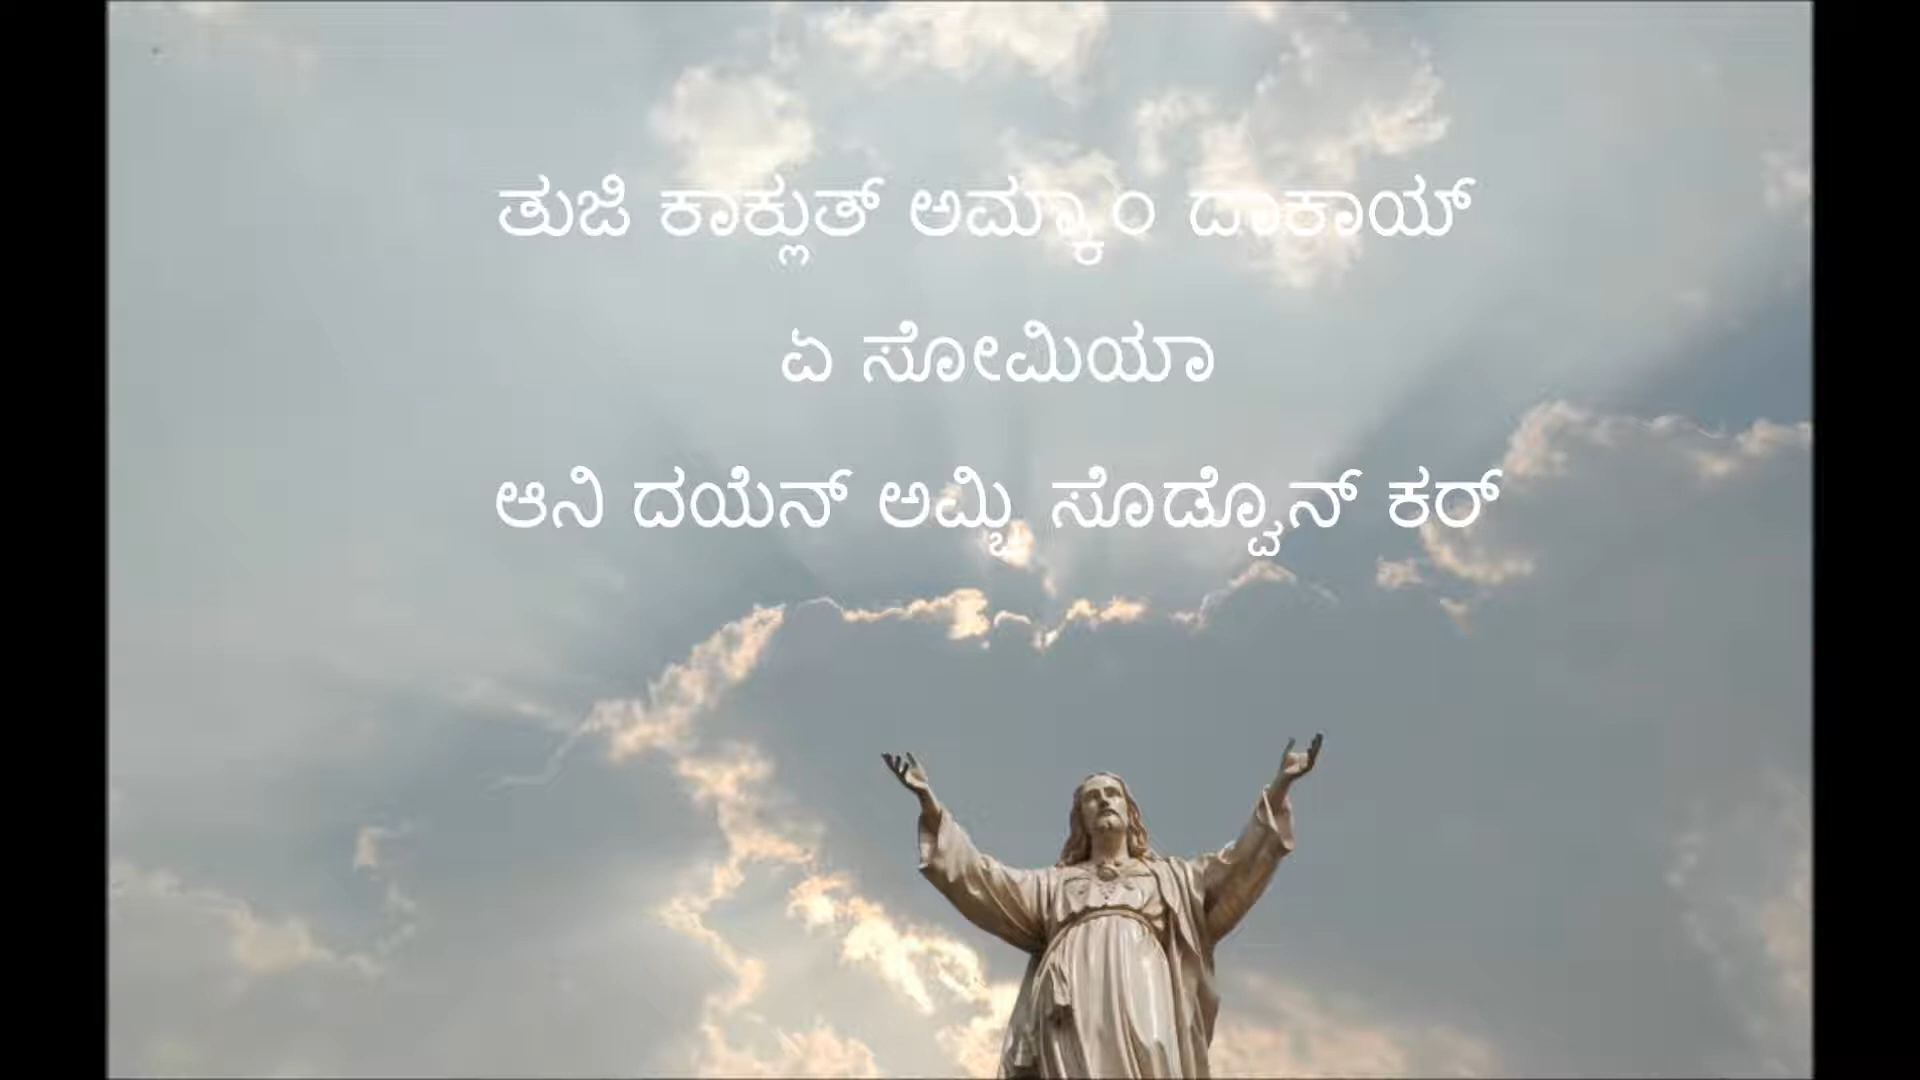 ತುಜಿ ಕಾಕ್ಲುತ್ ಅಮ್ಕಾಂ ದಾಕಾಯ್
ಏ ಸೋಮಿಯಾ
ಆನಿ ದಯೆನ್ ಅಮ್ಚಿ ಸೊಡ್ವೊನ್ ಕರ್